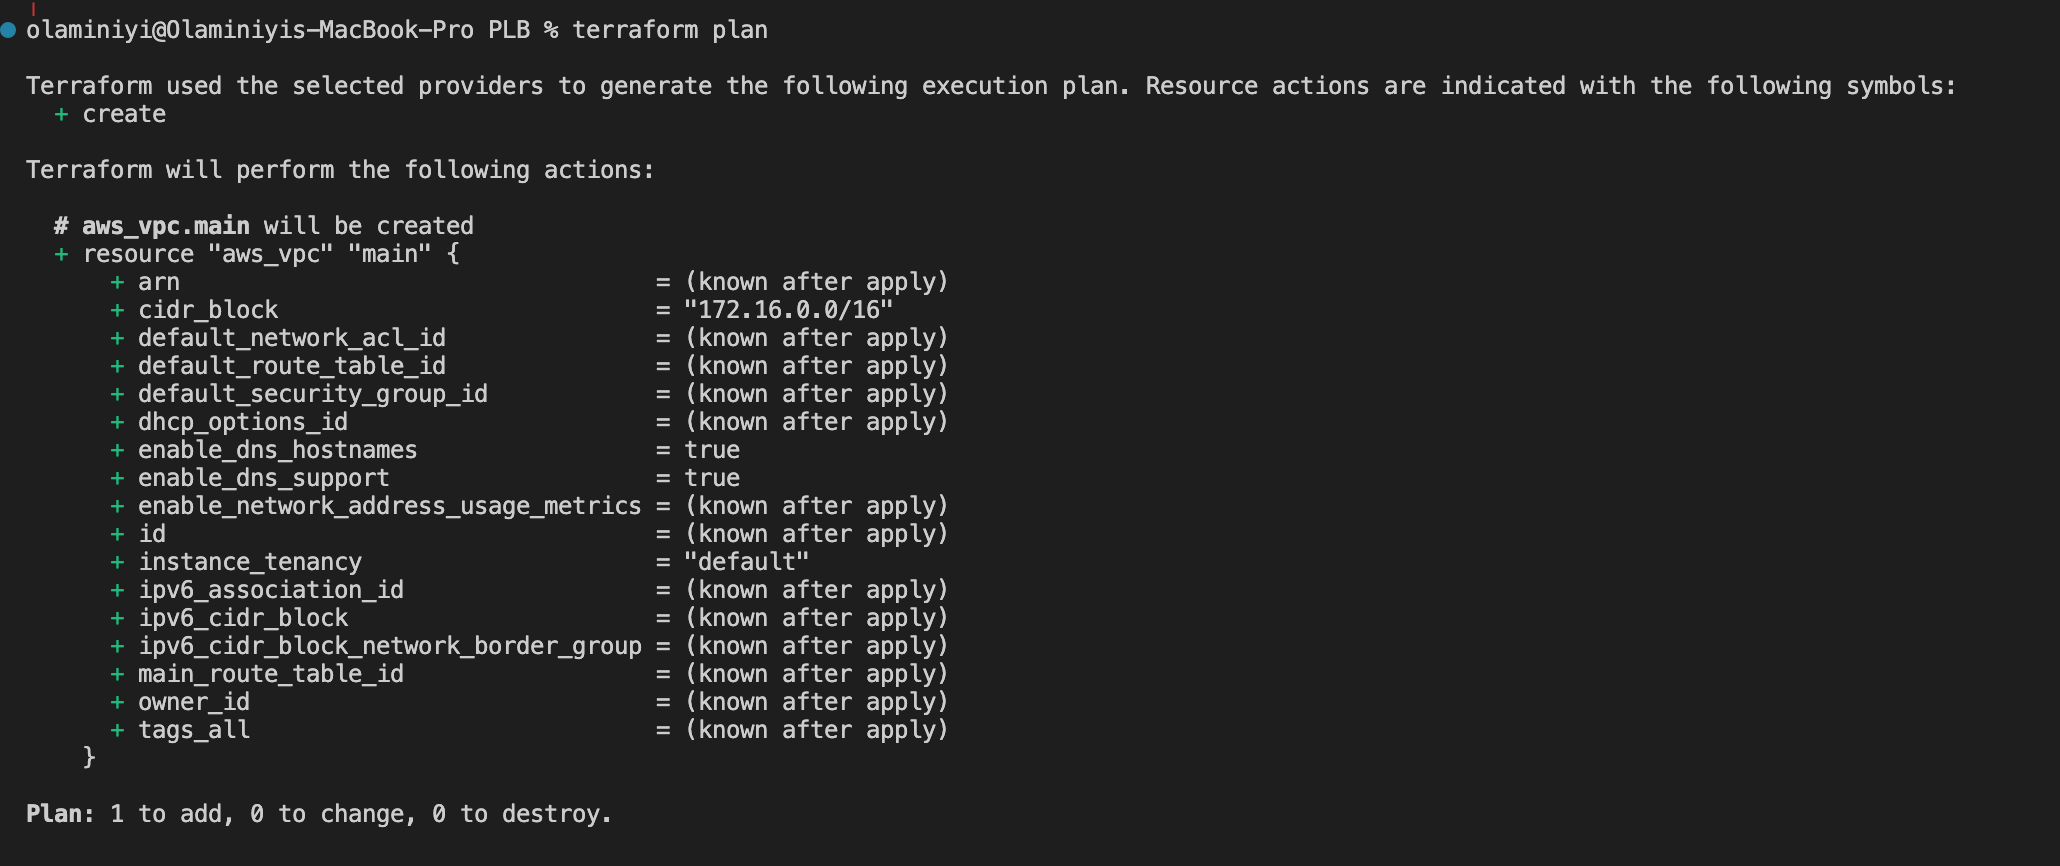 olaminiyi@Olaminiyis-MacBook-Pro PLB % terraform plan
Terraform used the selected providers to generate the following execution plan. Resource actions are indicated with the following symbols:
+ create
Terraform will perform the following actions:
# aws_vpc.main will be created
+ resource "aws_vpc" "main" {
+ arn = (known after apply)
+ cidr_block = "172.16.0.0/16"
+ default_network_acl_id = (known after apply)
+ default_route_table_id = (known after apply)
+ default_security_group_id = (known after apply)
+ dhcp_options_id = (known after apply)
+ enable_dns_hostnames = true
+ enable_dns_support = true
+ enable_network_address_usage_metrics = (known after apply)
+ id = (known after apply)
+ instance_tenancy = "default"
+ ipv6_association_id = (known after apply)
+ ipv6_cidr_block = (known after apply)
+ ipv6_cidr_block_network_border_group = (known after apply)
+ main_route_table_id = (known after apply)
+ owner_id = (known after apply)
+ tags_all = (known after apply)
}
Plan: 1 to add, 0 to change, 0 to destroy.